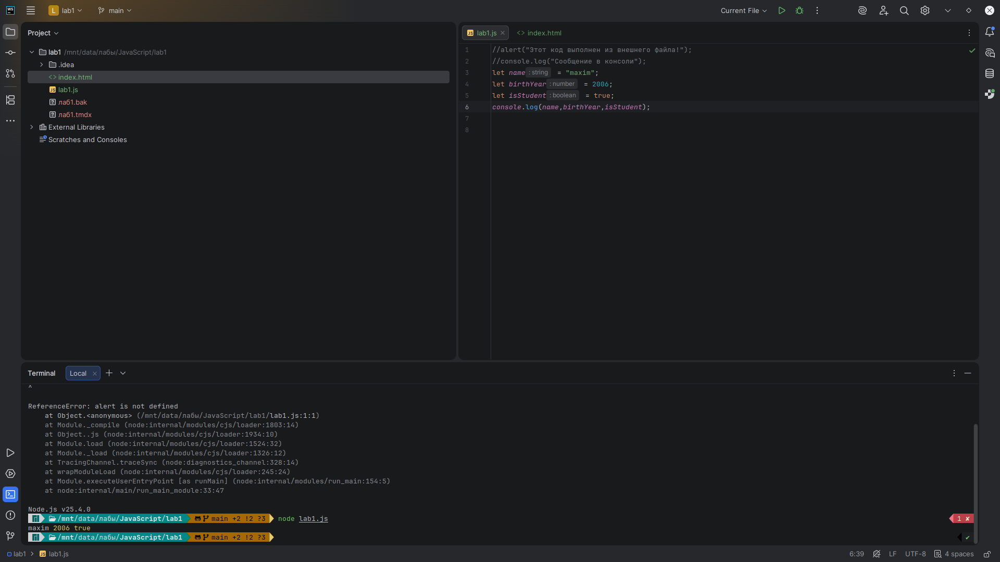 WS
L lab1
main
Current File
Project
lab1 /mnt/data/лабы/JavaScript/lab1
.idea
index.html
JS lab1.js
лаб1.bak
лаб1.tmdx
External Libraries
Scratches and Consoles
JS lab1.js
index.html
1 //alert("Этот код выполнен из внешнего файла!");
2 //console.log("Сообщение в консоли");
3 let name : string = "maxim";
4 let birthYear : number = 2006;
5 let isStudent : boolean = true;
6 console.log(name,birthYear,isStudent);
7
8
Terminal
Local
^
ReferenceError: alert is not defined
at Object.<anonymous> (/mnt/data/лабы/JavaScript/lab1/lab1.js:1:1)
at Module._compile (node:internal/modules/cjs/loader:1803:14)
at Object..js (node:internal/modules/cjs/loader:1934:10)
at Module.load (node:internal/modules/cjs/loader:1524:32)
at Module._load (node:internal/modules/cjs/loader:1326:12)
at TracingChannel.traceSync (node:diagnostics_channel:328:14)
at wrapModuleLoad (node:internal/modules/cjs/loader:245:24)
at Module.executeUserEntryPoint [as runMain] (node:internal/modules/run_main:154:5)
at node:internal/main/run_main_module:33:47
Node.js v25.4.0
/mnt/data/лабы/JavaScript/lab1 main +2 !2 ?3 node lab1.js 1 ✘
maxim 2006 true
/mnt/data/лабы/JavaScript/lab1 main +2 !2 ?3 ✔
lab1 > JS lab1.js
6:39 LF UTF-8 4 spaces